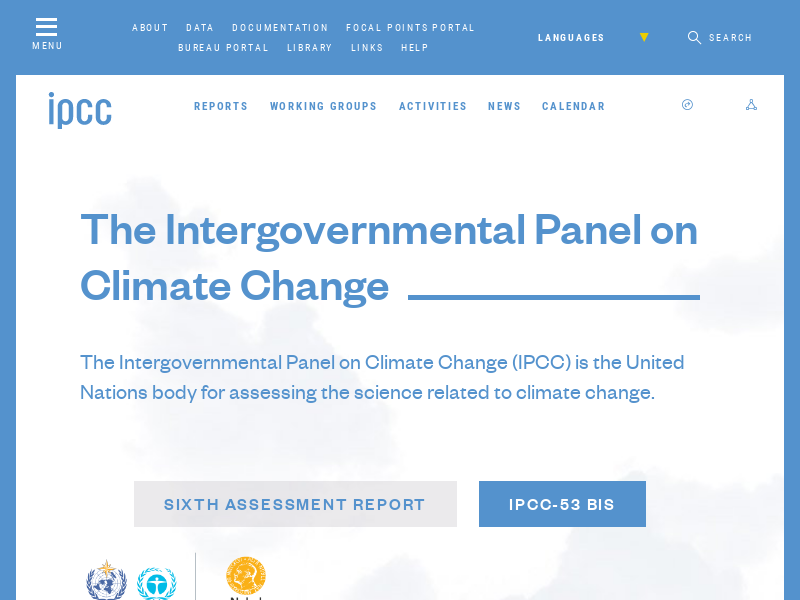 MENU
ABOUT DATA DOCUMENTATION FOCAL POINTS PORTAL
BUREAU PORTAL LIBRARY LINKS HELP
LANGUAGES
SEARCH
ipcc
REPORTS WORKING GROUPS ACTIVITIES NEWS CALENDAR
The Intergovernmental Panel on
Climate Change
The Intergovernmental Panel on Climate Change (IPCC) is the United
Nations body for assessing the science related to climate change.
SIXTH ASSESSMENT REPORT
IPCC-53 BIS